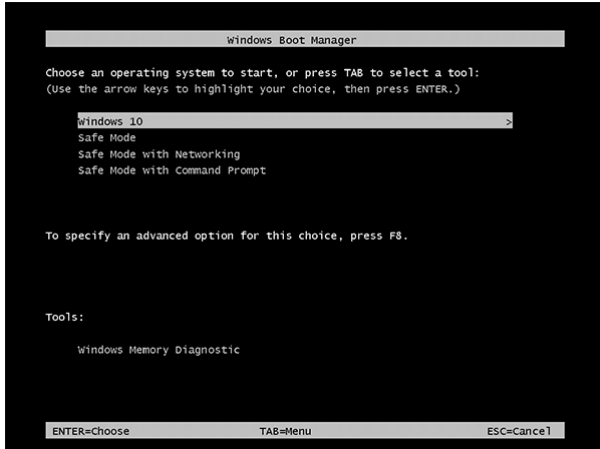 Windows Boot Manager
Choose an operating system to start, or press TAB to select a tool:
(Use the arrow keys to highlight your choice, then press ENTER.)
Windows 10 >
Safe Mode
Safe Mode with Networking
Safe Mode with Command Prompt
To specify an advanced option for this choice, press F8.
Tools:
Windows Memory Diagnostic
ENTER=Choose TAB=Menu ESC=Cancel